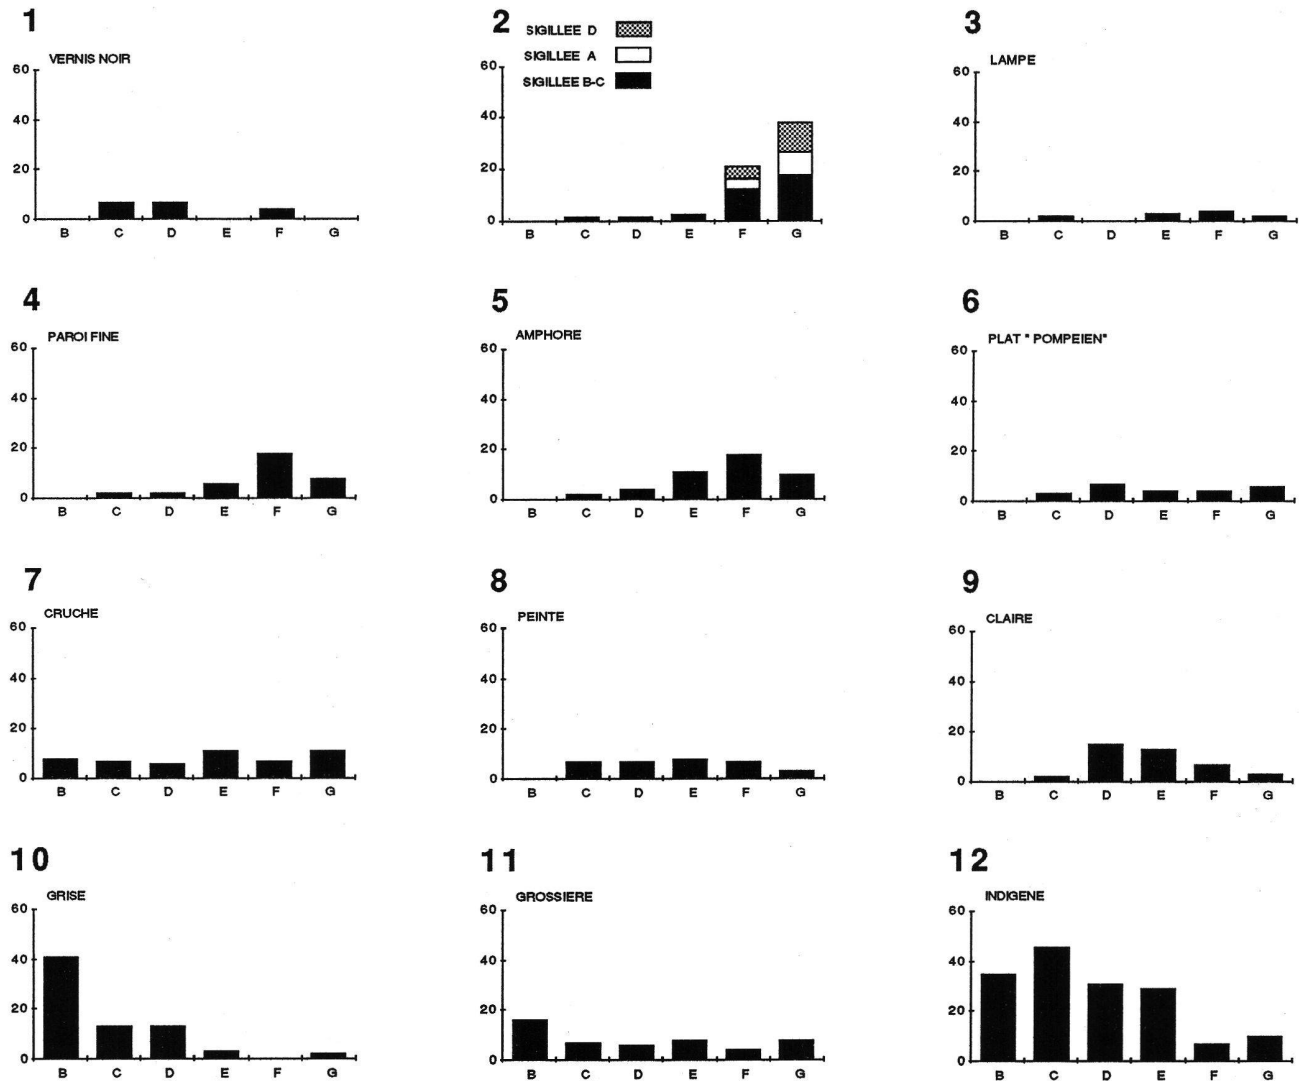 1
VERNIS NOIR
60
40
20
0
B C D E F G
2
SIGILLEE D
SIGILLEE A
SIGILLEE B-C
60
40
20
0
B C D E F G
3
LAMPE
60
40
20
0
B C D E F G
4
PAROI FINE
60
40
20
0
B C D E F G
5
AMPHORE
60
40
20
0
B C D E F G
6
PLAT " POMPEIEN"
60
40
20
0
B C D E F G
7
CRUCHE
60
40
20
0
B C D E F G
8
PEINTE
60
40
20
0
B C D E F G
9
CLAIRE
60
40
20
0
B C D E F G
10
GRISE
60
40
20
0
B C D E F G
11
GROSSIERE
60
40
20
0
B C D E F G
12
INDIGENE
60
40
20
0
B C D E F G